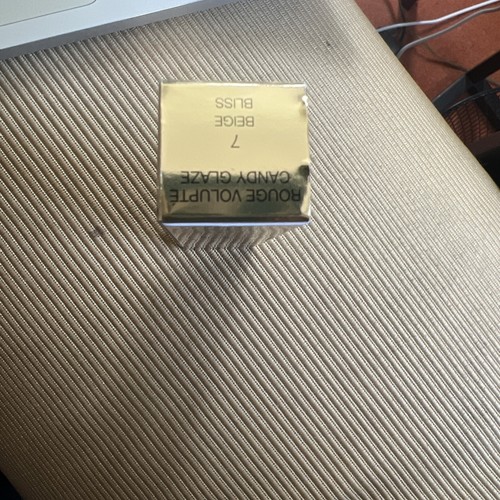 ROUGE VOLUPTE
CANDY GLAZE
7
BEIGE
BLISS